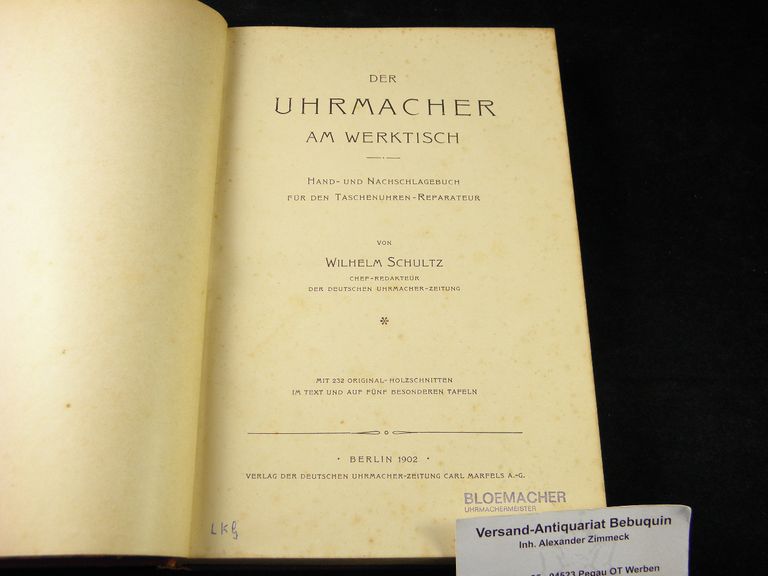 DER
UHRMACHER
AM WERKTISCH
HAND- UND NACHSCHLAGEBUCH
FÜR DEN TASCHENUHREN-REPARATEUR
VON
WILHELM SCHULTZ
CHEF-REDAKTEUR
DER DEUTSCHEN UHRMACHER-ZEITUNG
MIT 232 ORIGINAL-HOLZSCHNITTEN
IM TEXT UND AUF FÜNF BESONDEREN TAFELN
· BERLIN 1902 ·
VERLAG DER DEUTSCHEN UHRMACHER-ZEITUNG CARL MARFELS A.-G.
BLOEMACHER
UHRMACHERMEISTER
Versand-Antiquariat Bebuquin
Inh. Alexander Zimmeck
04523 Pegau OT Werben